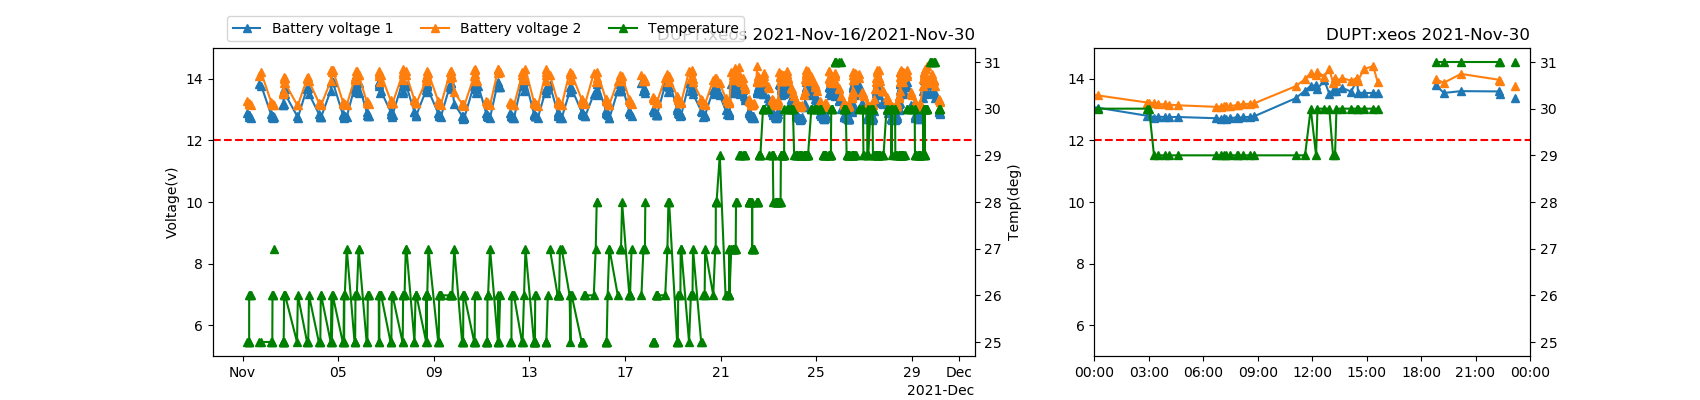 Battery voltage 1 Battery voltage 2 Temperature
DUPT:xeos 2021-Nov-16/2021-Nov-30
DUPT:xeos 2021-Nov-30
14 12 10 8 6
Voltage(v)
31 30 29 28 27 26 25
Temp(deg)
Nov 05 09 13 17 21 25 29 Dec
2021-Dec
14 12 10 8 6
31 30 29 28 27 26 25
00:00 03:00 06:00 09:00 12:00 15:00 18:00 21:00 00:00